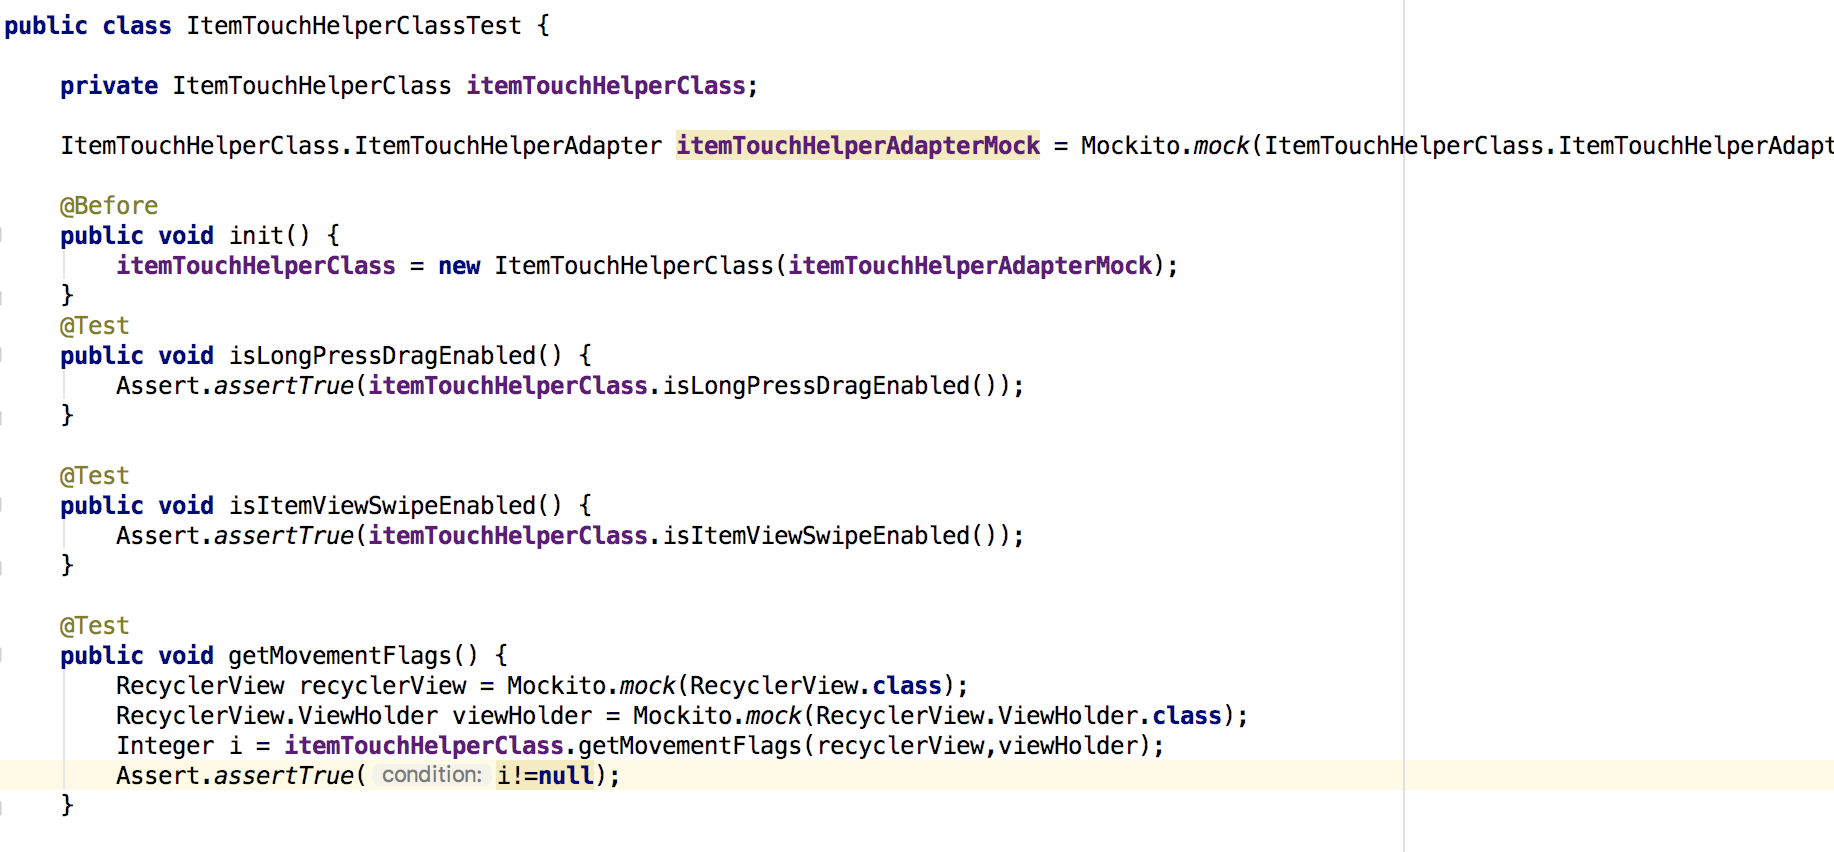 public class ItemTouchHelperClassTest {
private ItemTouchHelperClass itemTouchHelperClass;
ItemTouchHelperClass.ItemTouchHelperAdapter itemTouchHelperAdapterMock = Mockito.mock(ItemTouchHelperClass.ItemTouchHelperAdapt
@Before
public void init() {
itemTouchHelperClass = new ItemTouchHelperClass(itemTouchHelperAdapterMock);
}
@Test
public void isLongPressDragEnabled() {
Assert.assertTrue(itemTouchHelperClass.isLongPressDragEnabled());
}
@Test
public void isItemViewSwipeEnabled() {
Assert.assertTrue(itemTouchHelperClass.isItemViewSwipeEnabled());
}
@Test
public void getMovementFlags() {
RecyclerView recyclerView = Mockito.mock(RecyclerView.class);
RecyclerView.ViewHolder viewHolder = Mockito.mock(RecyclerView.ViewHolder.class);
Integer i = itemTouchHelperClass.getMovementFlags(recyclerView,viewHolder);
Assert.assertTrue( condition: i!=null);
}